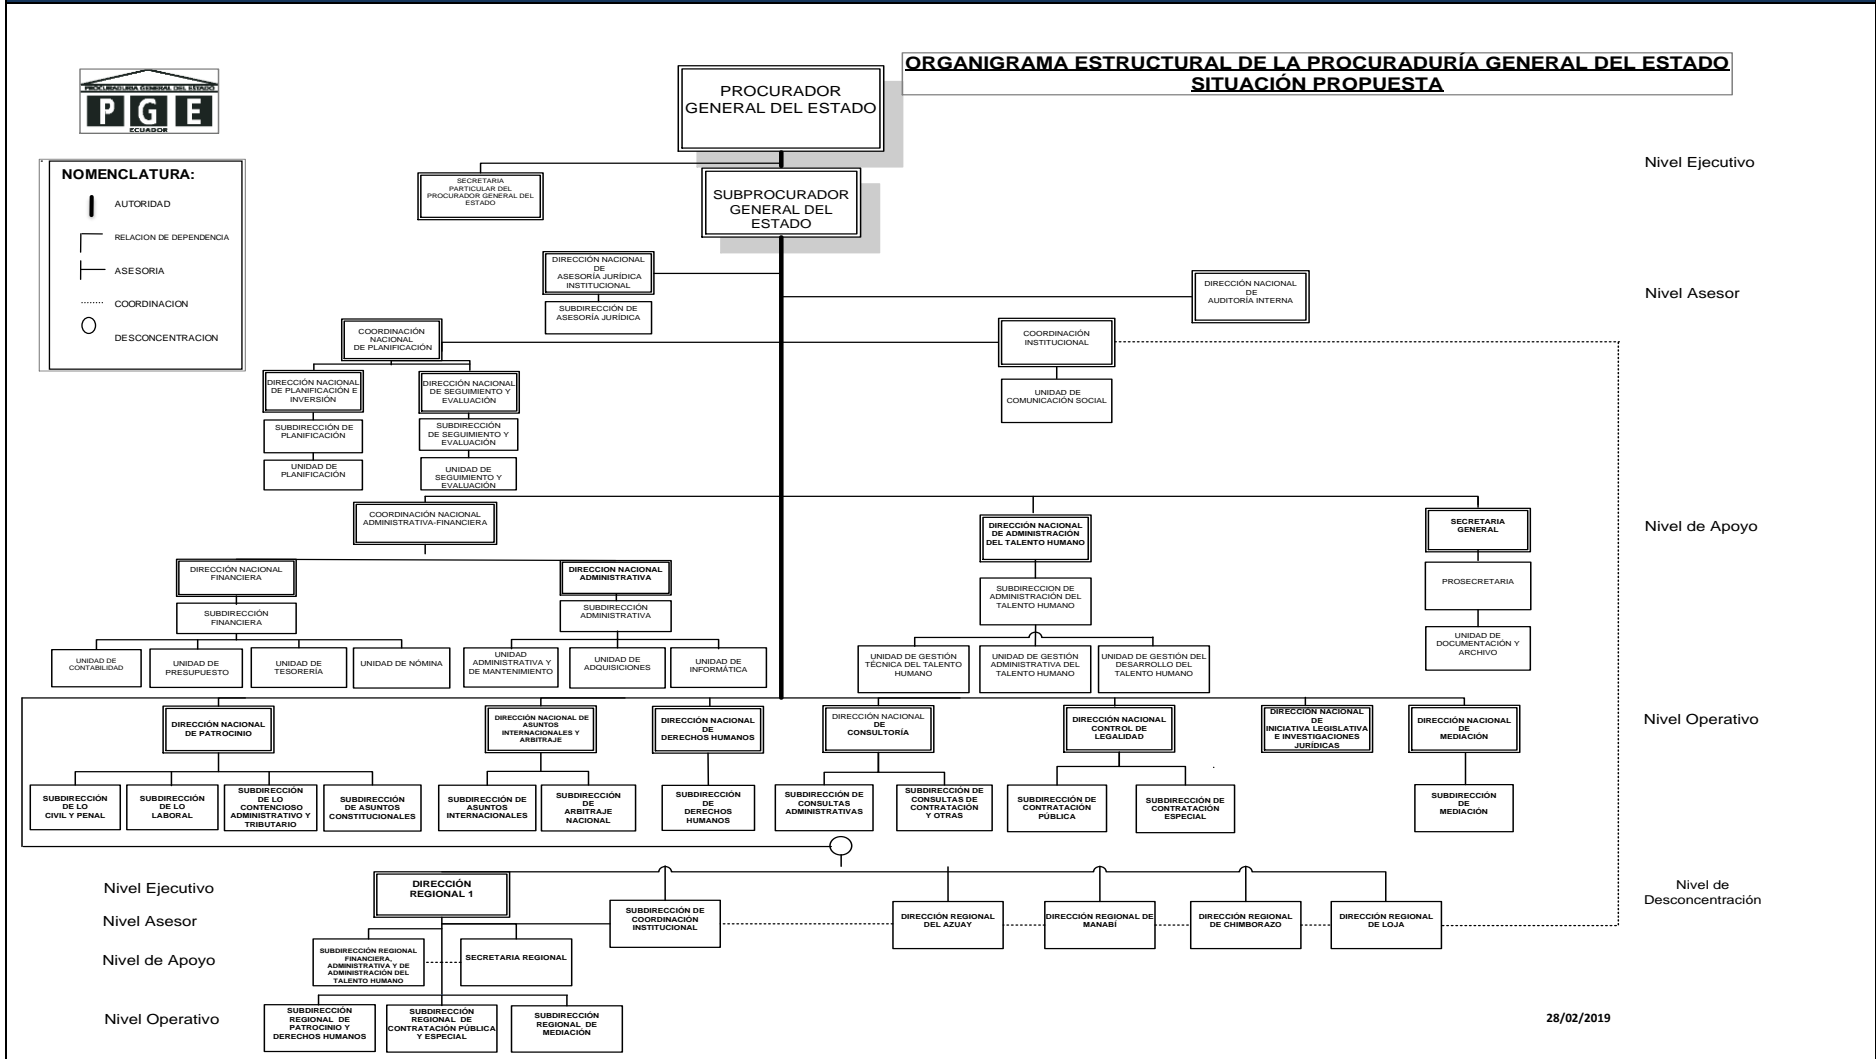 ORGANIGRAMA ESTRUCTURAL DE LA PROCURADURÍA GENERAL DEL ESTADO
SITUACIÓN PROPUESTA
PROCURADURIA GENERAL DEL ESTADO
P G E
ECUADOR
PROCURADOR
GENERAL DEL ESTADO
NOMENCLATURA:
AUTORIDAD
RELACION DE DEPENDENCIA
ASESORIA
COORDINACION
DESCONCENTRACION
Nivel Ejecutivo
SECRETARIA
PARTICULAR DEL
PROCURADOR GENERAL DEL
ESTADO
SUBPROCURADOR
GENERAL DEL
ESTADO
DIRECCIÓN NACIONAL
DE
ASESORÍA JURÍDICA
INSTITUCIONAL
SUBDIRECCIÓN DE
ASESORÍA JURÍDICA
DIRECCIÓN NACIONAL
DE
AUDITORÍA INTERNA
Nivel Asesor
COORDINACIÓN
NACIONAL
DE PLANIFICACIÓN
COORDINACIÓN
INSTITUCIONAL
DIRECCIÓN NACIONAL
DE PLANIFICACIÓN E
INVERSIÓN
DIRECCIÓN NACIONAL
DE SEGUIMIENTO Y
EVALUACIÓN
UNIDAD DE
COMUNICACIÓN SOCIAL
SUBDIRECCIÓN DE
PLANIFICACIÓN
SUBDIRECCIÓN
DE SEGUIMIENTO Y
EVALUACIÓN
UNIDAD DE
PLANIFICACIÓN
UNIDAD DE
SEGUIMIENTO Y
EVALUACIÓN
COORDINACIÓN NACIONAL
ADMINISTRATIVA-FINANCIERA
DIRECCIÓN NACIONAL
DE ADMINISTRACIÓN
DEL TALENTO HUMANO
SECRETARIA
GENERAL
Nivel de Apoyo
DIRECCIÓN NACIONAL
FINANCIERA
DIRECCION NACIONAL
ADMINISTRATIVA
SUBDIRECCION DE
ADMINISTRACIÓN DEL
TALENTO HUMANO
PROSECRETARIA
SUBDIRECCIÓN
FINANCIERA
SUBDIRECCIÓN
ADMINISTRATIVA
UNIDAD DE
CONTABILIDAD
UNIDAD DE
PRESUPUESTO
UNIDAD DE
TESORERÍA
UNIDAD DE NÓMINA
UNIDAD
ADMINISTRATIVA Y
DE MANTENIMIENTO
UNIDAD DE
ADQUISICIONES
UNIDAD DE
INFORMÁTICA
UNIDAD DE GESTIÓN
TÉCNICA DEL TALENTO
HUMANO
UNIDAD DE GESTIÓN
ADMINISTRATIVA DEL
TALENTO HUMANO
UNIDAD DE GESTIÓN DEL
DESARROLLO DEL
TALENTO HUMANO
UNIDAD DE
DOCUMENTACIÓN Y
ARCHIVO
DIRECCIÓN NACIONAL
DE PATROCINIO
DIRECCIÓN NACIONAL DE
ASUNTOS
INTERNACIONALES Y
ARBITRAJE
DIRECCIÓN NACIONAL
DE
DERECHOS HUMANOS
DIRECCIÓN NACIONAL
DE
CONSULTORÍA
DIRECCIÓN NACIONAL
CONTROL DE
LEGALIDAD
DIRECCIÓN NACIONAL
DE
INICIATIVA LEGISLATIVA
E INVESTIGACIONES
JURÍDICAS
DIRECCIÓN NACIONAL
DE
MEDIACIÓN
Nivel Operativo
SUBDIRECCIÓN
DE LO
CIVIL Y PENAL
SUBDIRECCIÓN
DE LO
LABORAL
SUBDIRECCIÓN
DE LO
CONTENCIOSO
ADMINISTRATIVO Y
TRIBUTARIO
SUBDIRECCIÓN
DE ASUNTOS
CONSTITUCIONALES
SUBDIRECCIÓN DE
ASUNTOS
INTERNACIONALES
SUBDIRECCIÓN
DE
ARBITRAJE
NACIONAL
SUBDIRECCIÓN
DE
DERECHOS
HUMANOS
SUBDIRECCIÓN DE
CONSULTAS
ADMINISTRATIVAS
SUBDIRECCIÓN DE
CONSULTAS DE
CONTRATACIÓN
Y OTRAS
SUBDIRECCIÓN DE
CONTRATACIÓN
PÚBLICA
SUBDIRECCIÓN DE
CONTRATACIÓN
ESPECIAL
SUBDIRECCIÓN
DE
MEDIACIÓN
Nivel Ejecutivo
DIRECCIÓN
REGIONAL 1
Nivel de
Desconcentración
Nivel Asesor
SUBDIRECCIÓN DE
COORDINACIÓN
INSTITUCIONAL
DIRECCIÓN REGIONAL
DEL AZUAY
DIRECCIÓN REGIONAL DE
MANABÍ
DIRECCIÓN REGIONAL
DE CHIMBORAZO
DIRECCIÓN REGIONAL
DE LOJA
Nivel de Apoyo
SUBDIRECCIÓN REGIONAL
FINANCIERA,
ADMINISTRATIVA Y DE
ADMINISTRACIÓN DEL
TALENTO HUMANO
SECRETARIA REGIONAL
Nivel Operativo
SUBDIRECCIÓN
REGIONAL DE
PATROCINIO Y
DERECHOS HUMANOS
SUBDIRECCIÓN
REGIONAL DE
CONTRATACIÓN PÚBLICA
Y ESPECIAL
SUBDIRECCIÓN
REGIONAL DE
MEDIACIÓN
28/02/2019